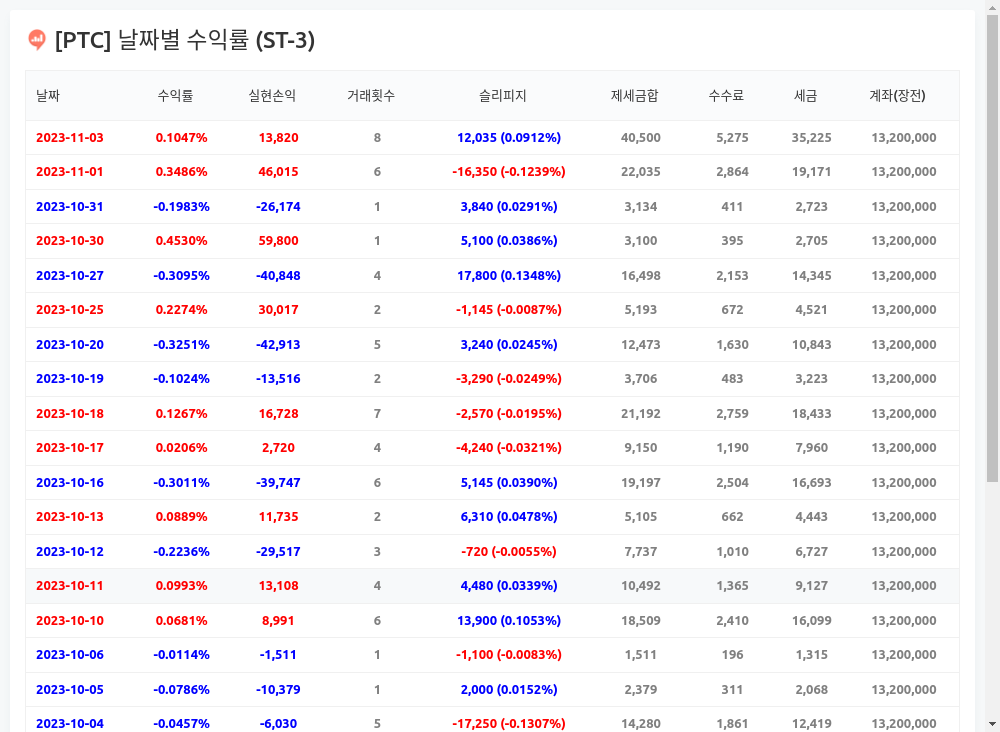 [PTC] 날짜별 수익률 (ST-3)
날짜 수익률 실현손익 거래횟수 슬리피지 제세금합 수수료 세금 계좌(장전)
2023-11-03 0.1047% 13,820 8 12,035 (0.0912%) 40,500 5,275 35,225 13,200,000
2023-11-01 0.3486% 46,015 6 -16,350 (-0.1239%) 22,035 2,864 19,171 13,200,000
2023-10-31 -0.1983% -26,174 1 3,840 (0.0291%) 3,134 411 2,723 13,200,000
2023-10-30 0.4530% 59,800 1 5,100 (0.0386%) 3,100 395 2,705 13,200,000
2023-10-27 -0.3095% -40,848 4 17,800 (0.1348%) 16,498 2,153 14,345 13,200,000
2023-10-25 0.2274% 30,017 2 -1,145 (-0.0087%) 5,193 672 4,521 13,200,000
2023-10-20 -0.3251% -42,913 5 3,240 (0.0245%) 12,473 1,630 10,843 13,200,000
2023-10-19 -0.1024% -13,516 2 -3,290 (-0.0249%) 3,706 483 3,223 13,200,000
2023-10-18 0.1267% 16,728 7 -2,570 (-0.0195%) 21,192 2,759 18,433 13,200,000
2023-10-17 0.0206% 2,720 4 -4,240 (-0.0321%) 9,150 1,190 7,960 13,200,000
2023-10-16 -0.3011% -39,747 6 5,145 (0.0390%) 19,197 2,504 16,693 13,200,000
2023-10-13 0.0889% 11,735 2 6,310 (0.0478%) 5,105 662 4,443 13,200,000
2023-10-12 -0.2236% -29,517 3 -720 (-0.0055%) 7,737 1,010 6,727 13,200,000
2023-10-11 0.0993% 13,108 4 4,480 (0.0339%) 10,492 1,365 9,127 13,200,000
2023-10-10 0.0681% 8,991 6 13,900 (0.1053%) 18,509 2,410 16,099 13,200,000
2023-10-06 -0.0114% -1,511 1 -1,100 (-0.0083%) 1,511 196 1,315 13,200,000
2023-10-05 -0.0786% -10,379 1 2,000 (0.0152%) 2,379 311 2,068 13,200,000
2023-10-04 -0.0457% -6,030 5 -17,250 (-0.1307%) 14,280 1,861 12,419 13,200,000